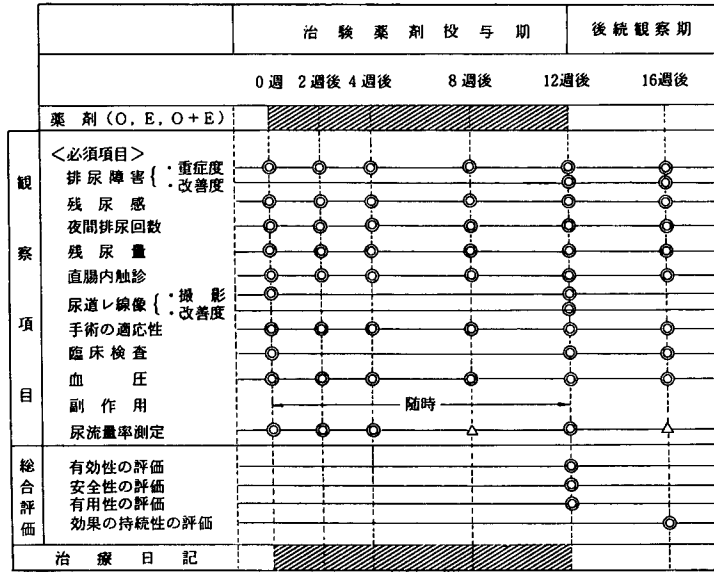 治験薬剤投与期 後続観察期
0週 2週後 4週後 8週後 12週後 16週後
薬剤(O, E, O+E)
観察項目
<必須項目>
排尿障害{・重症度
・改善度
残尿感
夜間排尿回数
残尿量
直腸内触診
尿道レ線像{・撮影
・改善度
手術の適応性
臨床検査
血圧
副作用 随時
尿流量率測定
総合評価
有効性の評価
安全性の評価
有用性の評価
効果の持続性の評価
治療日記